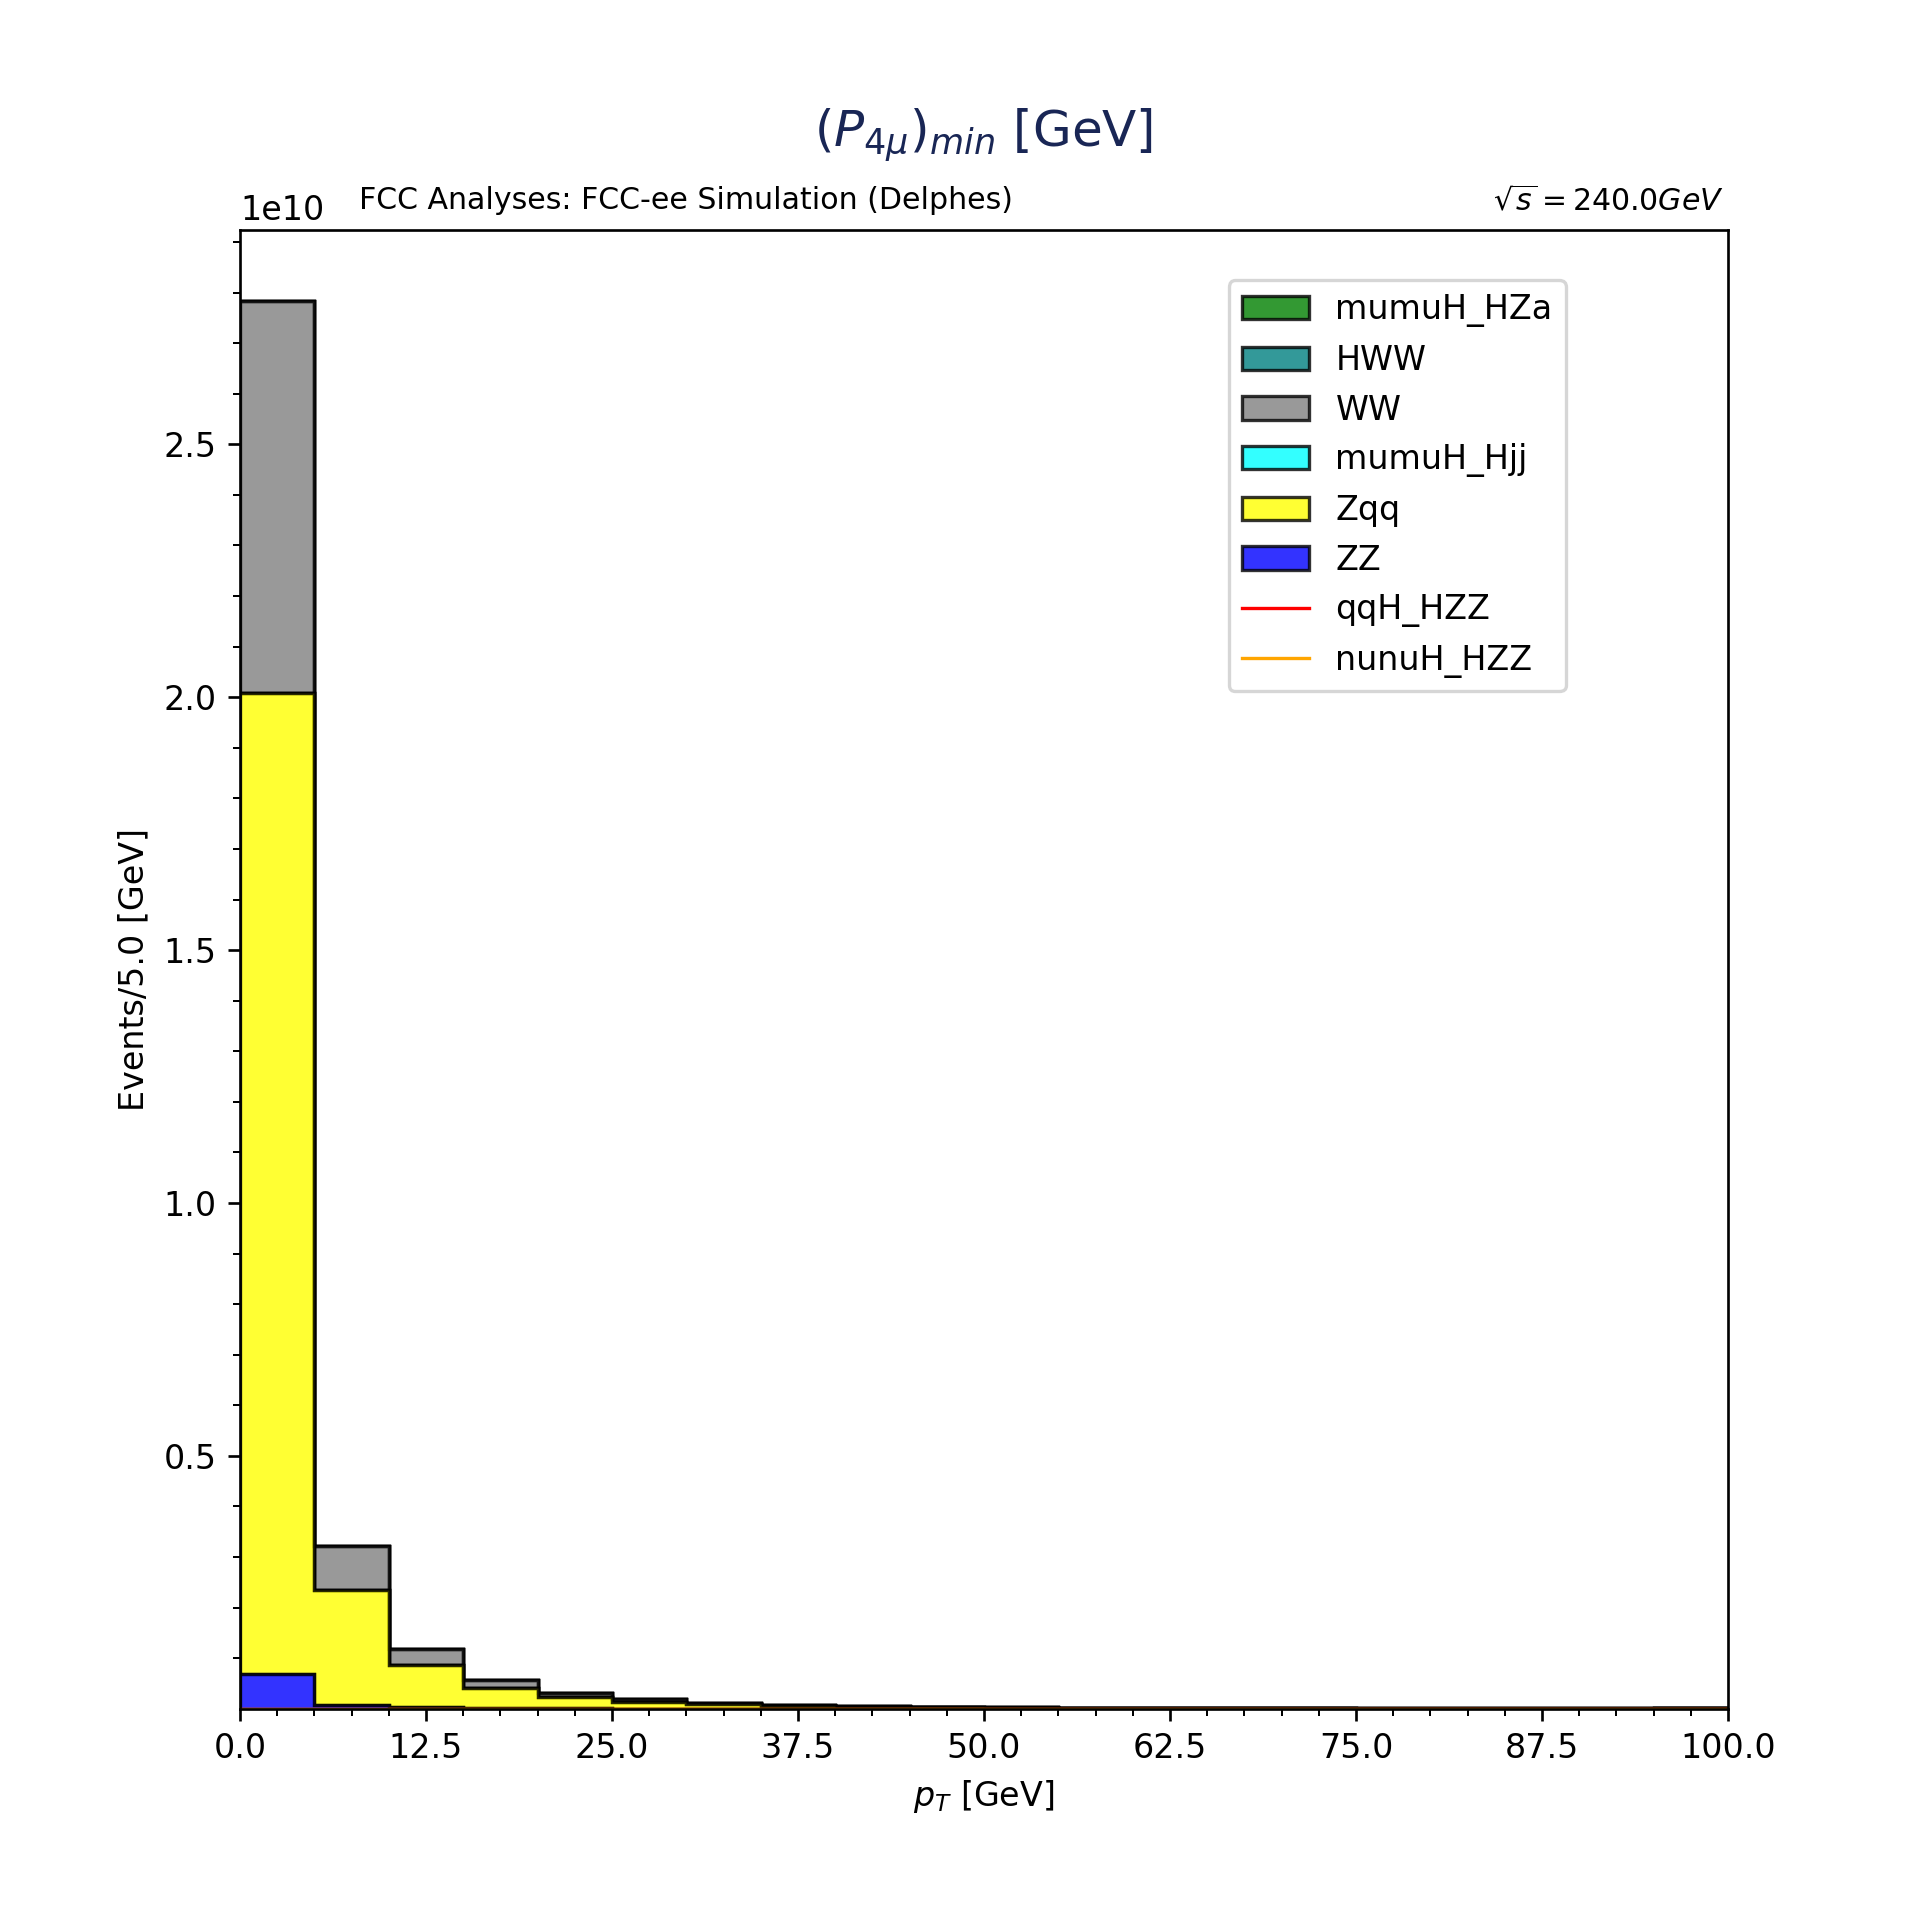 (P4μ)min [GeV]
1e10 FCC Analyses: FCC-ee Simulation (Delphes) √s = 240.0GeV
mumuH_HZa
HWW
WW
mumuH_Hjj
Zqq
ZZ
qqH_HZZ
nunuH_HZZ
Events/5.0 [GeV]
2.5
2.0
1.5
1.0
0.5
0.0 12.5 25.0 37.5 50.0 62.5 75.0 87.5 100.0
pT [GeV]